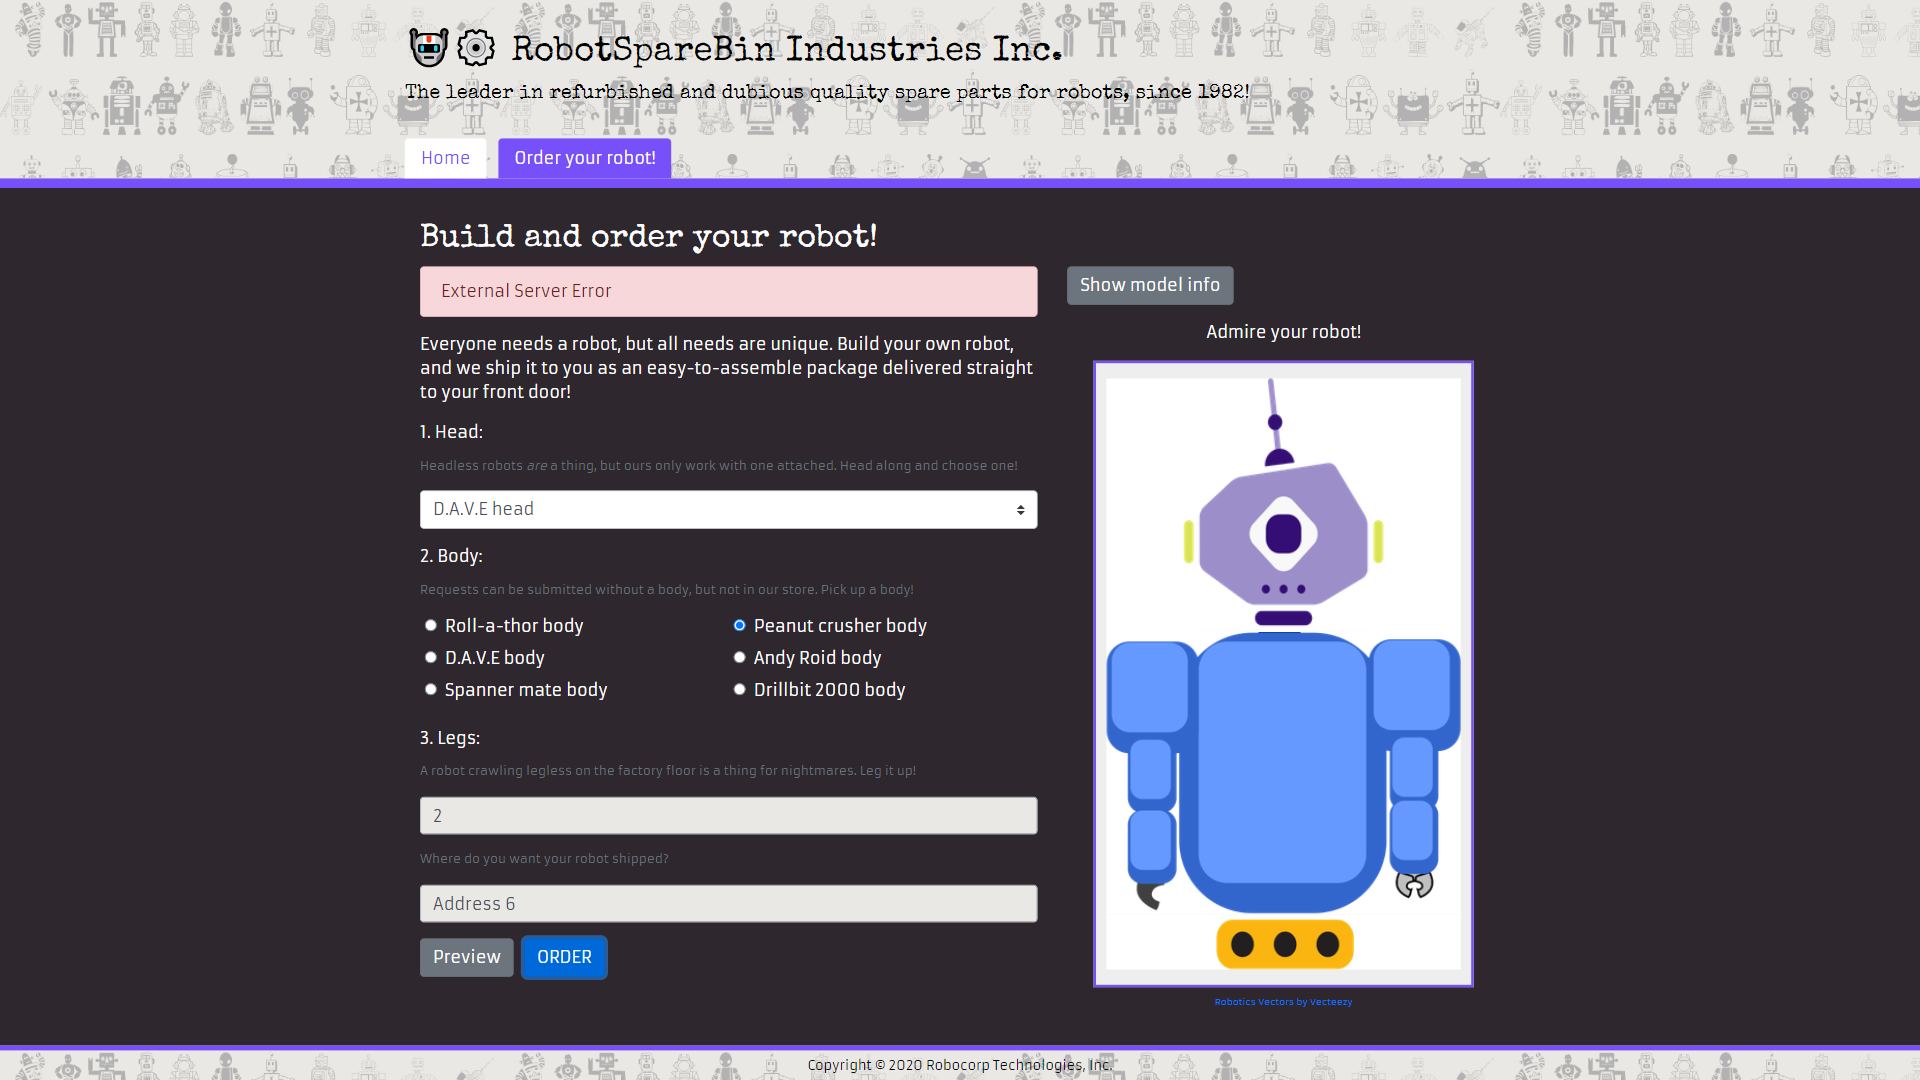 RobotSpareBin Industries Inc.
The leader in refurbished and dubious quality spare parts for robots, since 1982!
Home
Order your robot!
Build and order your robot!
External Server Error
Show model info
Admire your robot!
Everyone needs a robot, but all needs are unique. Build your own robot,
and we ship it to you as an easy-to-assemble package delivered straight
to your front door!
1. Head:
Headless robots are a thing, but ours only work with one attached. Head along and choose one!
D.A.V.E head
2. Body:
Requests can be submitted without a body, but not in our store. Pick up a body!
Roll-a-thor body
Peanut crusher body
D.A.V.E body
Andy Roid body
Spanner mate body
Drillbit 2000 body
3. Legs:
A robot crawling legless on the factory floor is a thing for nightmares. Leg it up!
2
Where do you want your robot shipped?
Address 6
Preview
ORDER
Robotics Vectors by Vecteezy
Copyright © 2020 Robocorp Technologies, Inc.